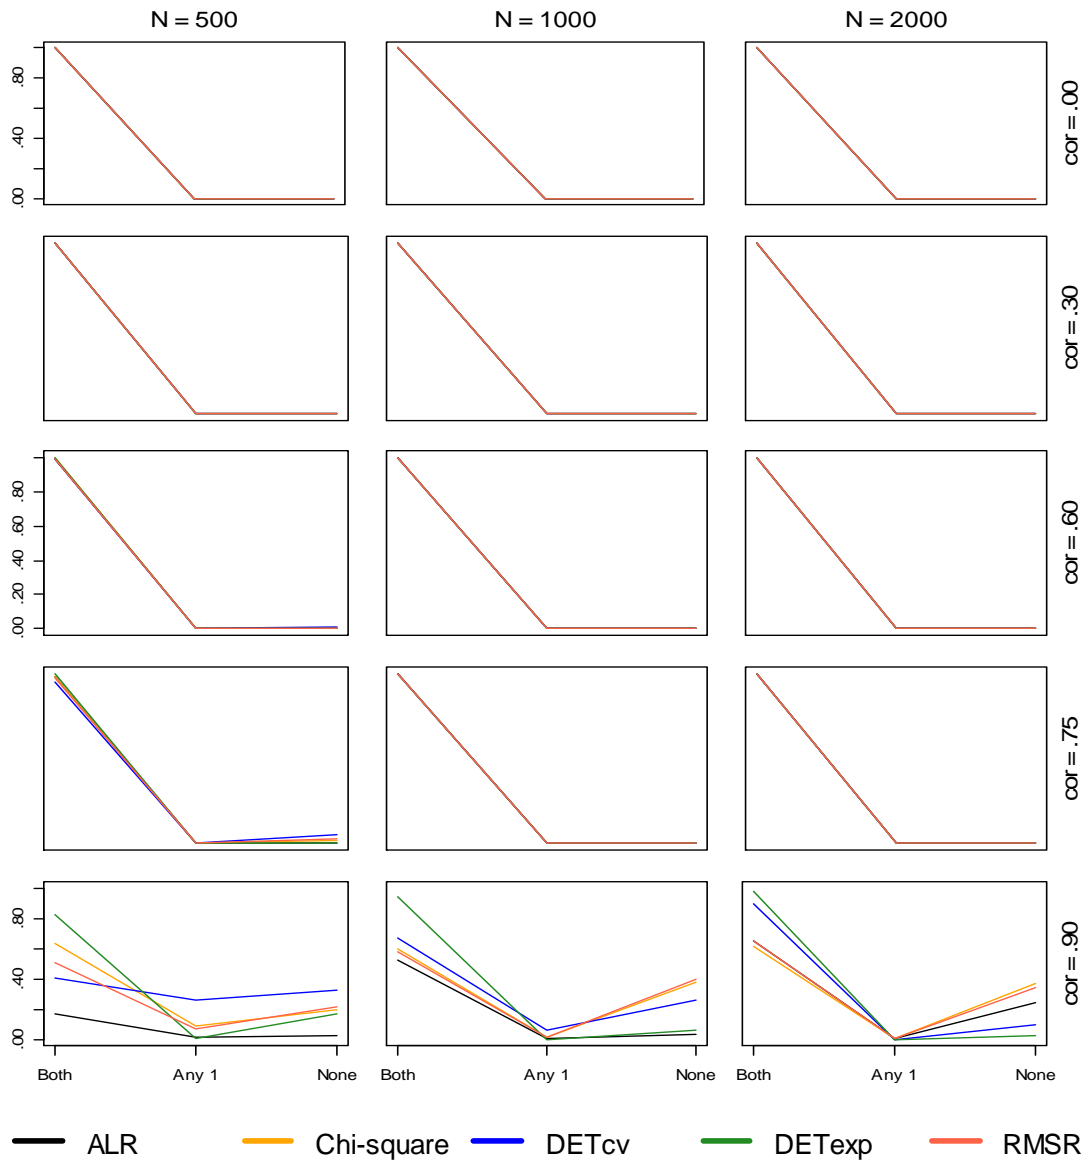 N = 500 N = 1000 N = 2000
.80
.40
.00
cor = .00
cor = .30
.80
.60
.40
.20
.00
cor = .60
cor = .75
.80
.40
.00
cor = .90
Both Any 1 None Both Any 1 None Both Any 1 None
ALR Chi-square DETcv DETexp RMSR